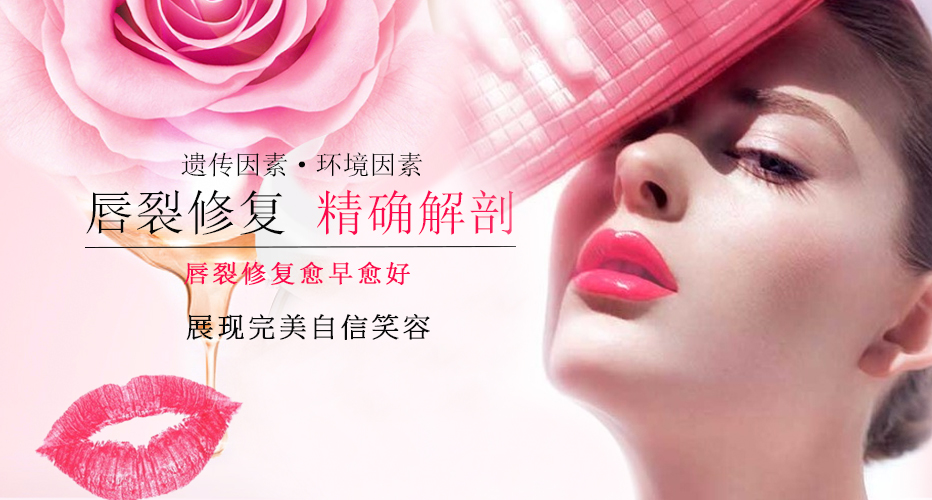 遗传因素·环境因素
唇裂修复 精确解剖
唇裂修复愈早愈好
展现完美自信笑容